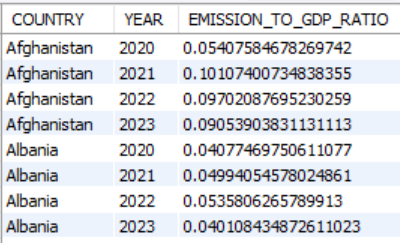 COUNTRY YEAR EMISSION_TO_GDP_RATIO
Afghanistan 2020 0.05407584678269742
Afghanistan 2021 0.10107400734838355
Afghanistan 2022 0.09702087695230259
Afghanistan 2023 0.09053903831131113
Albania 2020 0.04077469750611077
Albania 2021 0.04994054578024861
Albania 2022 0.0535806265789913
Albania 2023 0.040108434872611023